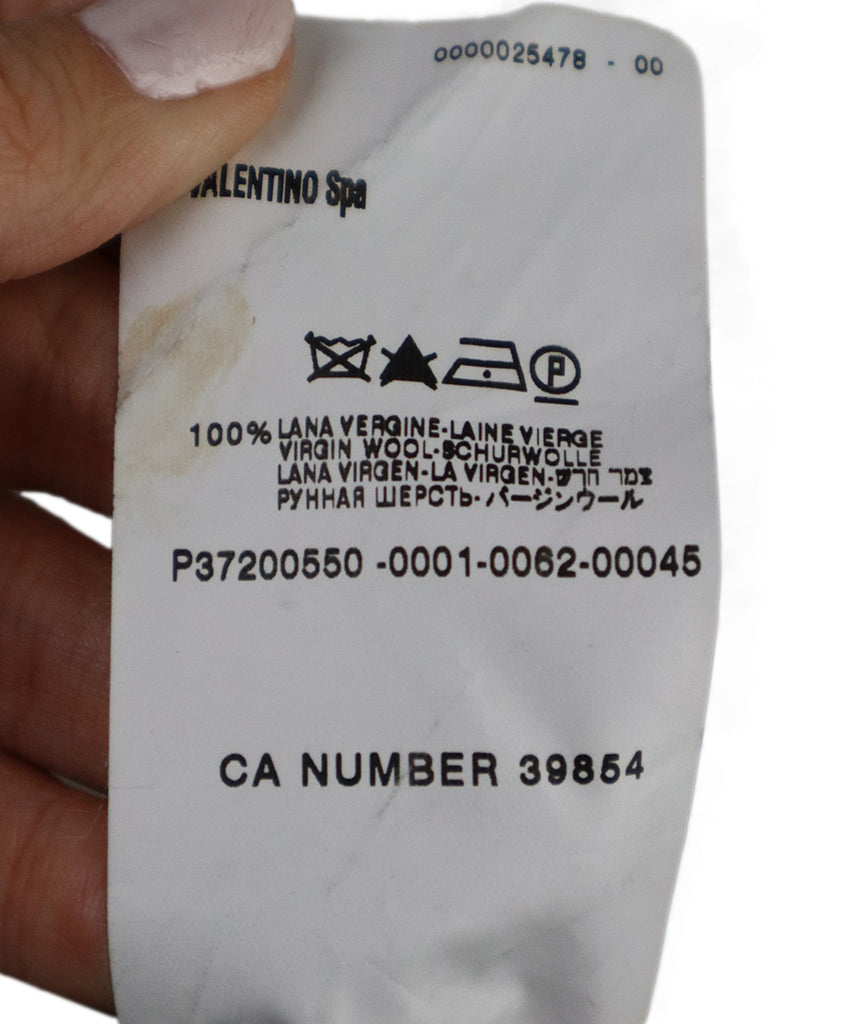 0000025478 - 00
VALENTINO Spa
P
100% LANA VERGINE-LAINE VIERGE
VIRGIN WOOL-SCHURWOLLE
LANA VIRGEN-LA VIRGEN- צמר חדש
РУННАЯ ШЕРСТЬ- バージンウール
P37200550 -0001-0062-00045
CA NUMBER 39854